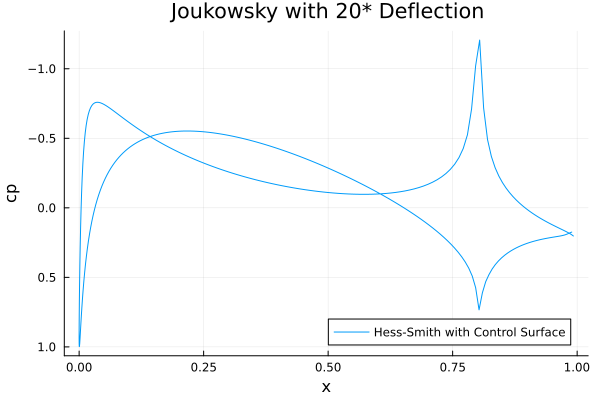 Joukowsky with 20* Deflection
cp
−1.0
−0.5
0.0
0.5
1.0
Hess-Smith with Control Surface
0.00
0.25
0.50
0.75
1.00
x